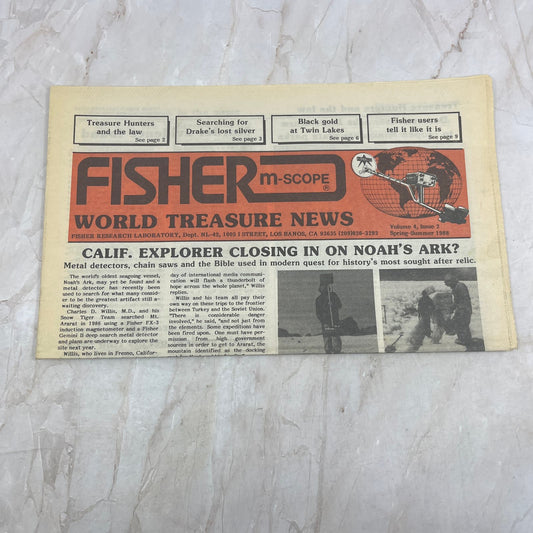 Treasure Hunters
and the law
See page 2
Searching for
Drake's lost silver
See page 3
Black gold
at Twin Lakes
See page 6
Fisher users
tell it like it is
See page 9
FISHER
m-scope
®
WORLD TREASURE NEWS
FISHER RESEARCH LABORATORY, Dept. NL-49, 1005 I STREET, LOS BANOS, CA 93635 (209)826-3292
Volume 4, Issue 2
Spring-Summer 1988
CALIF. EXPLORER CLOSING IN ON NOAH'S ARK?
Metal detectors, chain saws and the Bible used in modern quest for history's most sought after relic.
The world's oldest seagoing vessel,
Noah's Ark, may yet be found and a
metal detector has recently been
used to search for what many consid-
er to be the greatest artifact still a-
waiting discovery.
Charles D. Willis, M.D., and his
Snow Tiger Team searched Mt.
Ararat in 1986 using a Fisher FX-3
induction magnetometer and a Fisher
Gemini II deep search metal detector
and plans are underway to explore the
site next year.
Willis, who lives in Fresno, Califor-
day of international media communi-
cation will flash a thunderbolt of
hope across the whole planet," Willis
replies.
Willis and his team all pay their
own way on these trips to the frontier
between Turkey and the Soviet Union.
"There is considerable danger
involved," he said, "and not just from
the elements. Some expeditions have
been fired upon. One must have per-
mission from high government
sources in order to get to Ararat, the
mountain identified as the docking